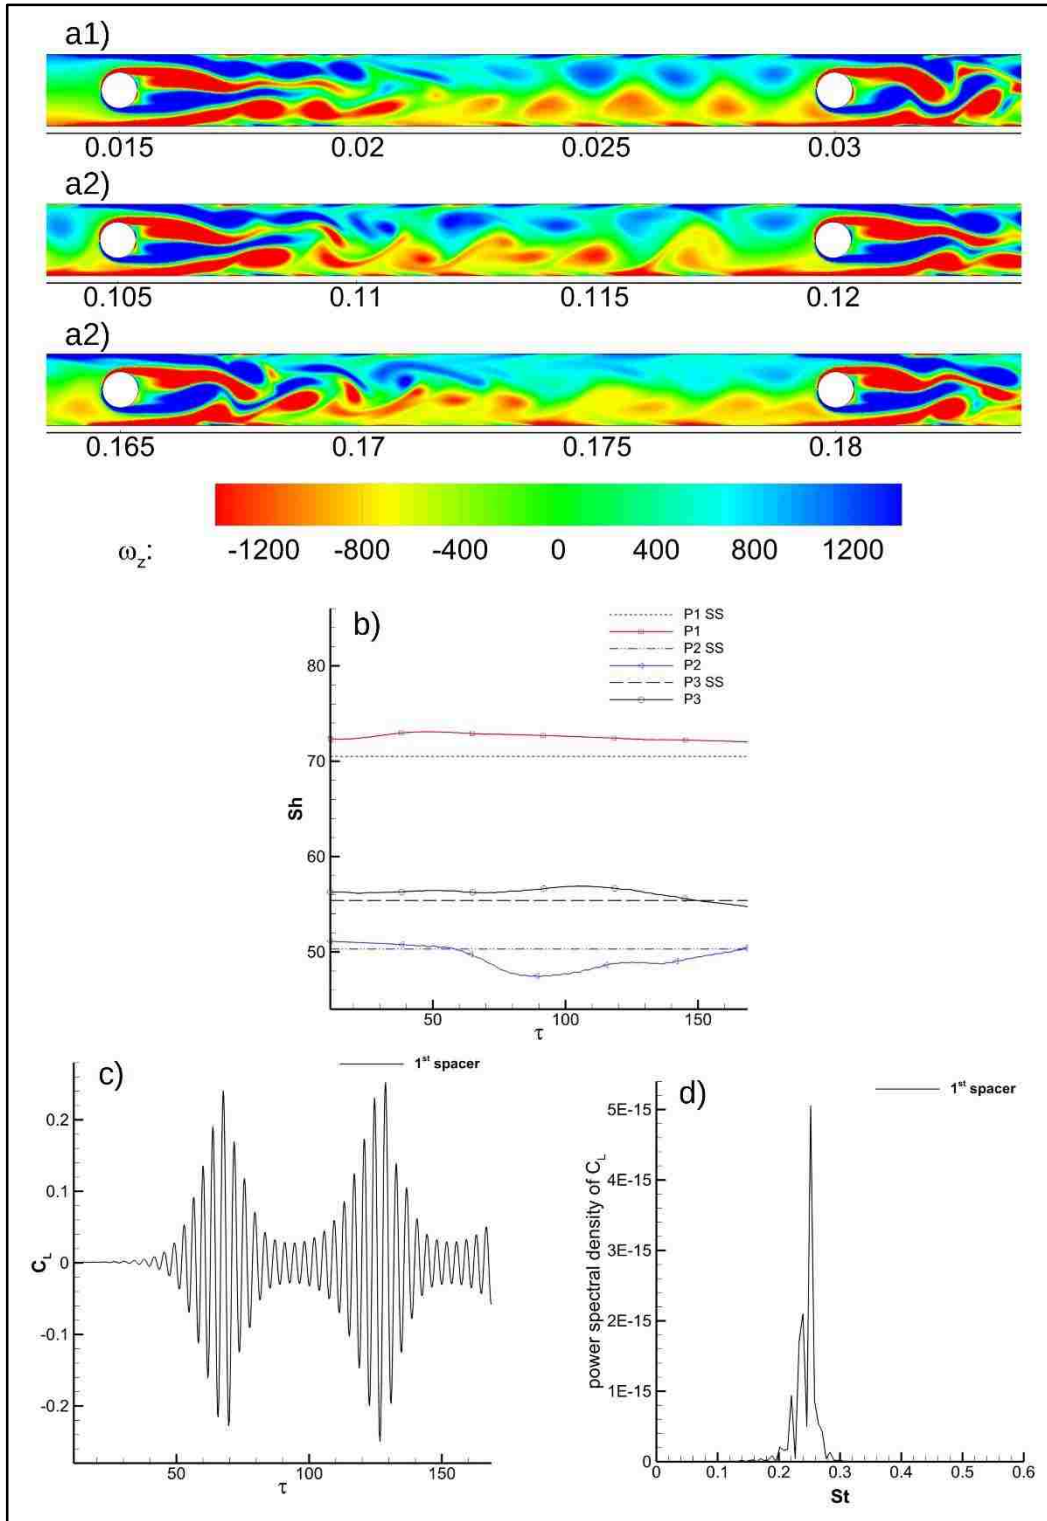 a1)
0.015 0.02 0.025 0.03
a2)
0.105 0.11 0.115 0.12
a2)
0.165 0.17 0.175 0.18
ω_z: -1200 -800 -400 0 400 800 1200
b)
P1 SS
P1
P2 SS
P2
P3 SS
P3
80
70
60
50
Sh
50 100 150
τ
c)
1st spacer
0.2
0.1
0
-0.1
-0.2
C_L
50 100 150
τ
d)
1st spacer
5E-15
4E-15
3E-15
2E-15
1E-15
0
power spectral density of C_L
0 0.1 0.2 0.3 0.4 0.5 0.6
St